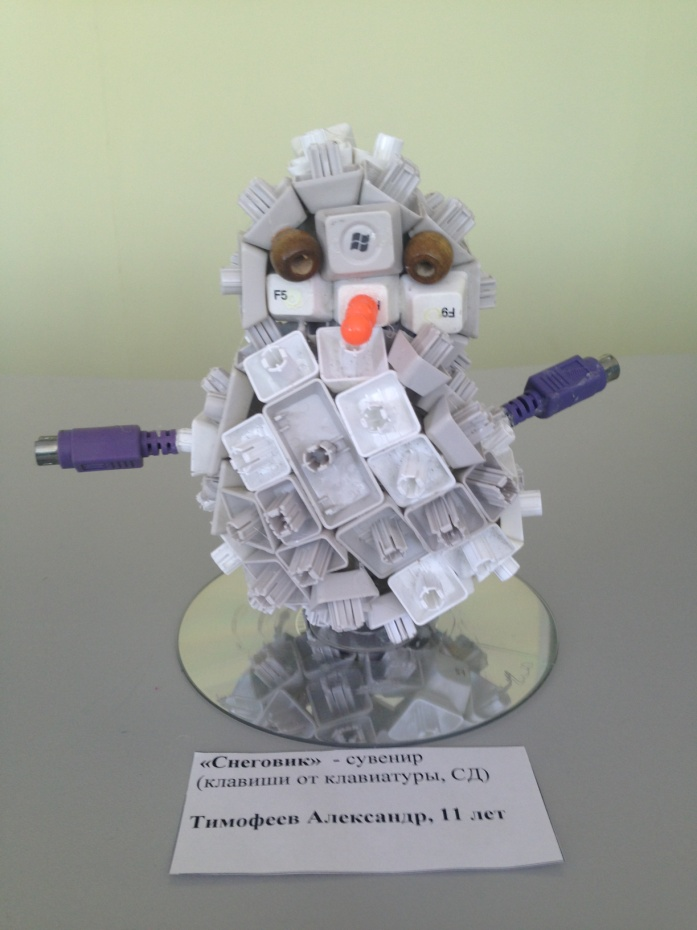 F5
F9
«Снеговик» - сувенир
(клавиши от клавиатуры, СД)
Тимофеев Александр, 11 лет